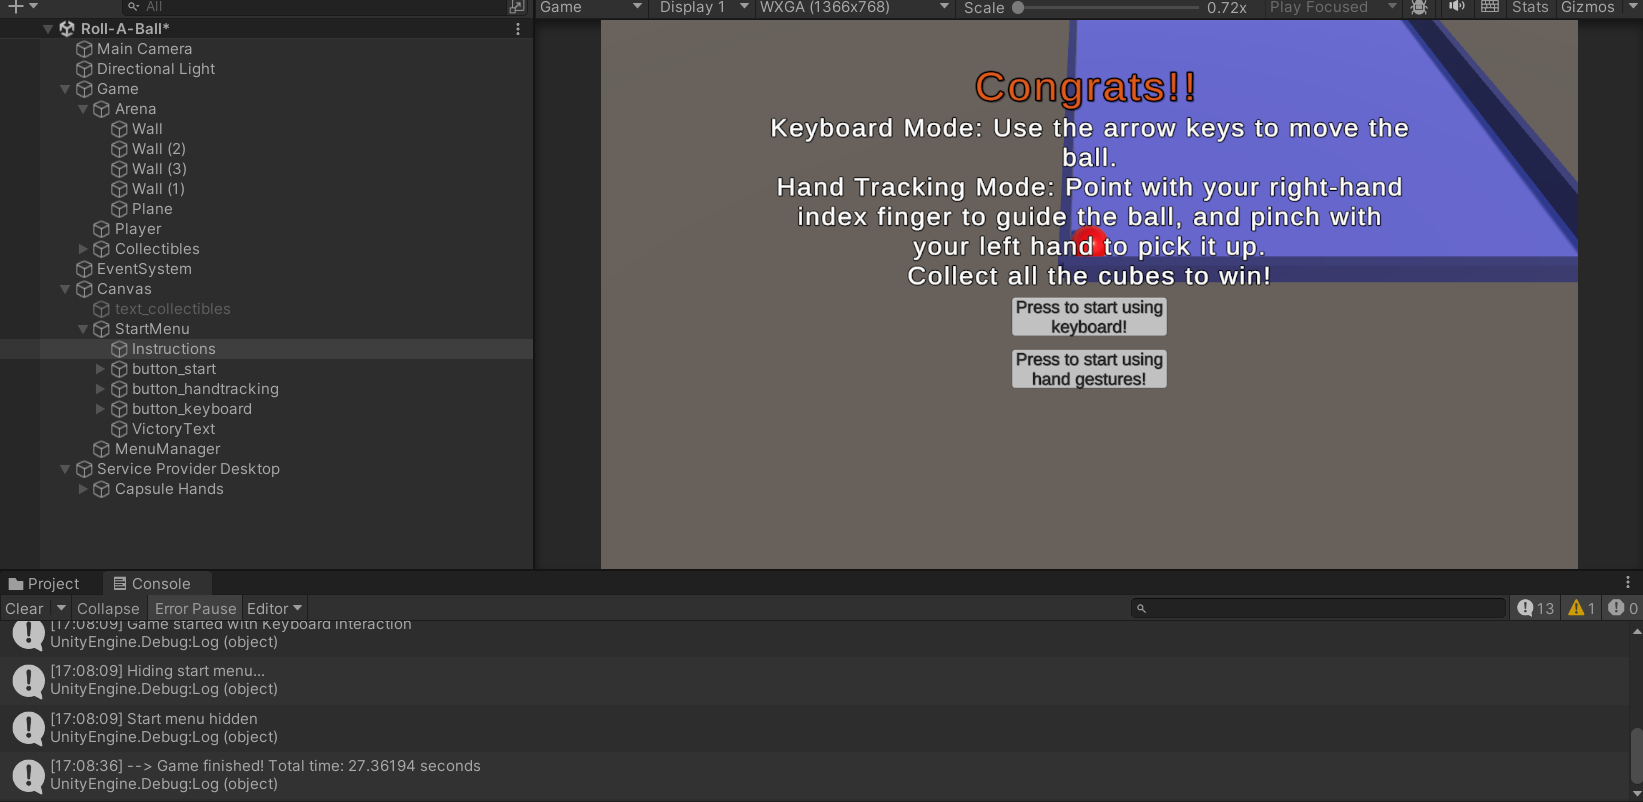 All
Game
Display 1
WXGA (1366x768)
Scale
0.72x
Play Focused
Stats
Gizmos
Roll-A-Ball*
Main Camera
Directional Light
Game
Arena
Wall
Wall (2)
Wall (3)
Wall (1)
Plane
Player
Collectibles
EventSystem
Canvas
text_collectibles
StartMenu
Instructions
button_start
button_handtracking
button_keyboard
VictoryText
MenuManager
Service Provider Desktop
Capsule Hands
Congrats!!
Keyboard Mode: Use the arrow keys to move the
ball.
Hand Tracking Mode: Point with your right-hand
index finger to guide the ball, and pinch with
your left hand to pick it up.
Collect all the cubes to win!
Press to start using
keyboard!
Press to start using
hand gestures!
Project
Console
Clear
Collapse
Error Pause
Editor
13
1
0
[17:08:09] Game started with Keyboard interaction
UnityEngine.Debug:Log (object)
[17:08:09] Hiding start menu...
UnityEngine.Debug:Log (object)
[17:08:09] Start menu hidden
UnityEngine.Debug:Log (object)
[17:08:36] --> Game finished! Total time: 27.36194 seconds
UnityEngine.Debug:Log (object)